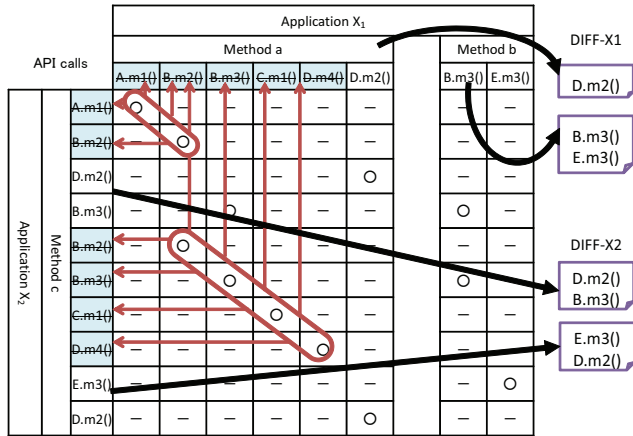 Application X1
Method a
Method b
DIFF-X1
API calls
A.m1() B.m2() B.m3() C.m1() D.m4() D.m2() B.m3() E.m3()
D.m2()
A.m1() ○ — — — — — — —
B.m3()
E.m3()
B.m2() — ○ — — — — — —
D.m2() — — — — — ○ — —
B.m3() — — ○ — — — ○ —
Application X2
Method c
B.m2() — ○ — — — — — —
DIFF-X2
B.m3() — — ○ — — — ○ —
D.m2()
B.m3()
C.m1() — — — ○ — — — —
D.m4() — — — — ○ — — —
E.m3()
D.m2()
E.m3() — — — — — — — ○
D.m2() — — — — — ○ — —